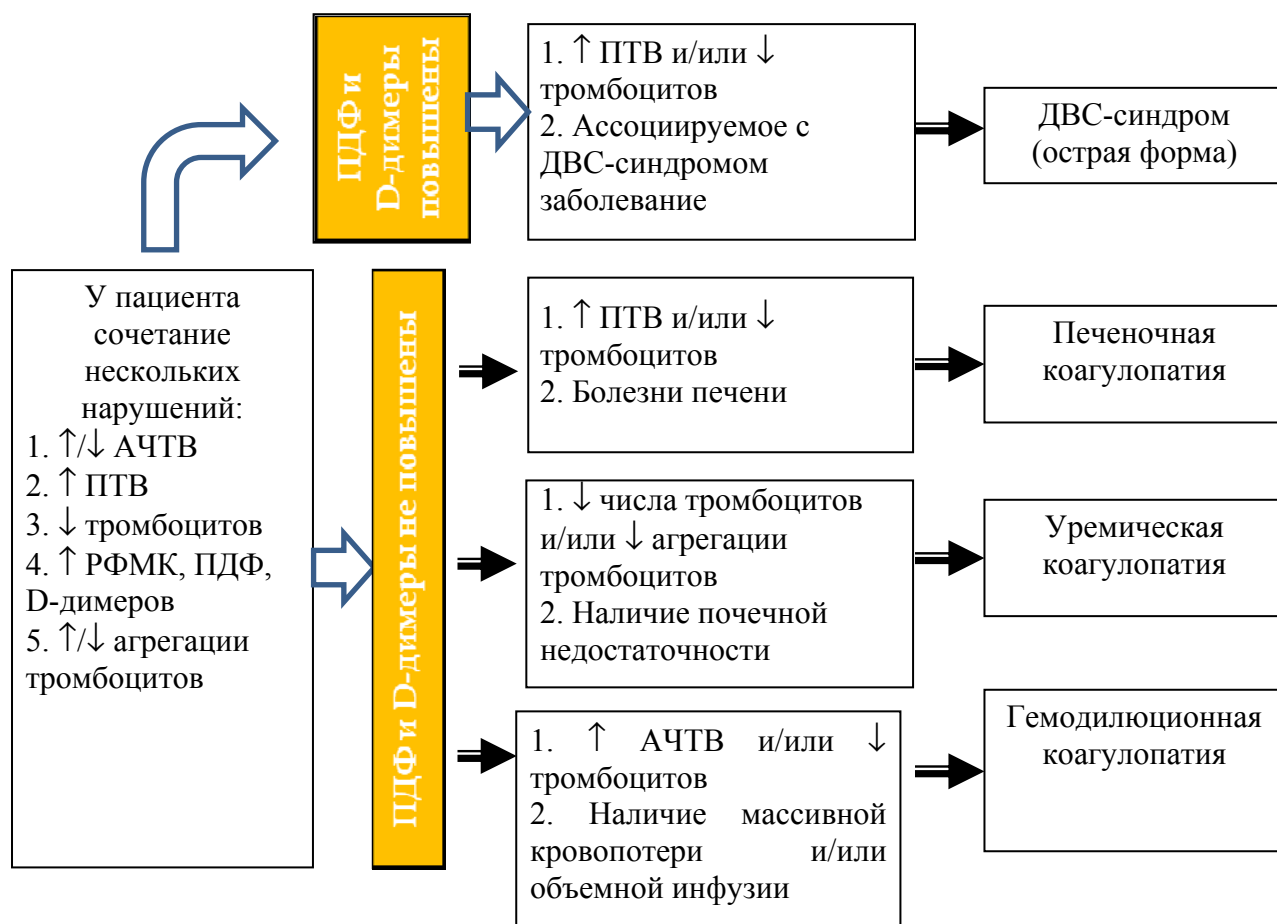 ПДФ и
D-димеры
повышены
1. ↑ ПТВ и/или ↓
тромбоцитов
2. Ассоциируемое с
ДВС-синдромом
заболевание
ДВС-синдром
(острая форма)
У пациента
сочетание
нескольких
нарушений:
1. ↑/↓ АЧТВ
2. ↑ ПТВ
3. ↓ тромбоцитов
4. ↑ РФМК, ПДФ,
D-димеров
5. ↑/↓ агрегации
тромбоцитов
ПДФ и D-димеры не повышены
1. ↑ ПТВ и/или ↓
тромбоцитов
2. Болезни печени
Печеночная
коагулопатия
1. ↓ числа тромбоцитов
и/или ↓ агрегации
тромбоцитов
2. Наличие почечной
недостаточности
Уремическая
коагулопатия
1. ↑ АЧТВ и/или ↓
тромбоцитов
2. Наличие массивной
кровопотери и/или
объемной инфузии
Гемодилюционная
коагулопатия